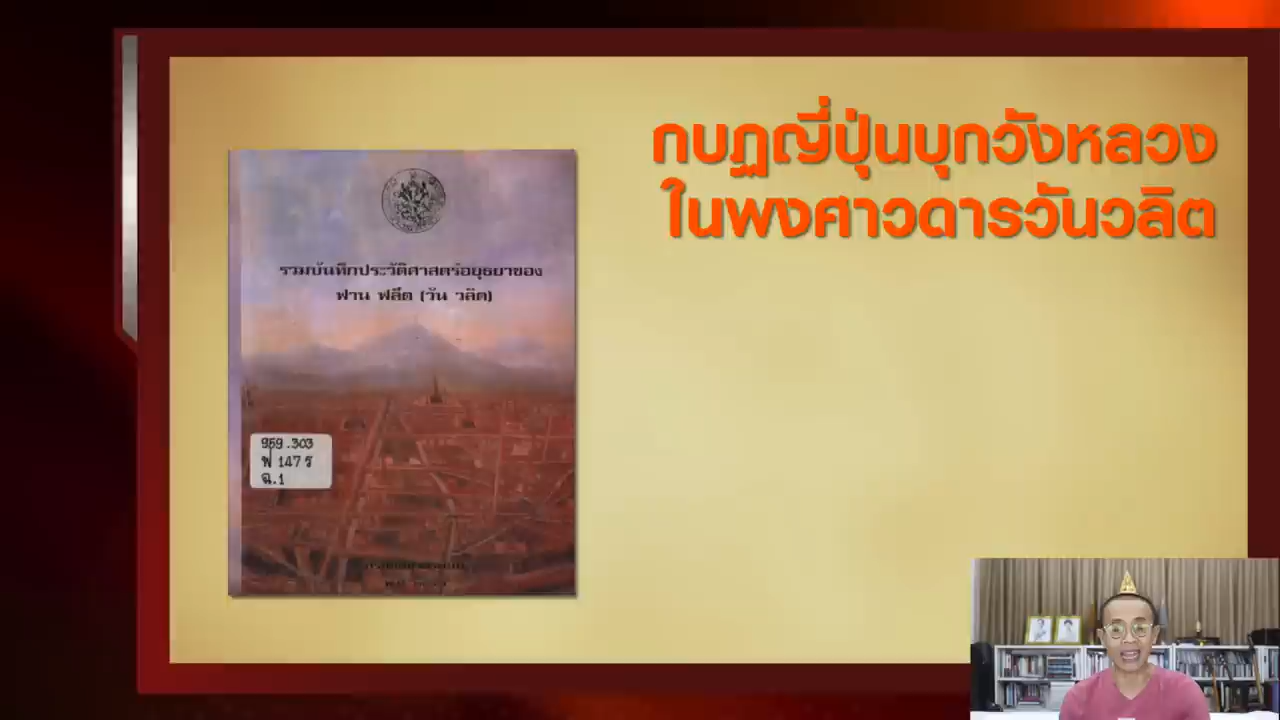 กบฏญี่ปุ่นบุกวังหลวง
ในพงศาวดารวันวลิต
รวมบันทึกประวัติศาสตร์อยุธยาของ
ฟาน ฟลีต (วัน วลิต)
959.303
ฟ 147 ร
ฉ.1